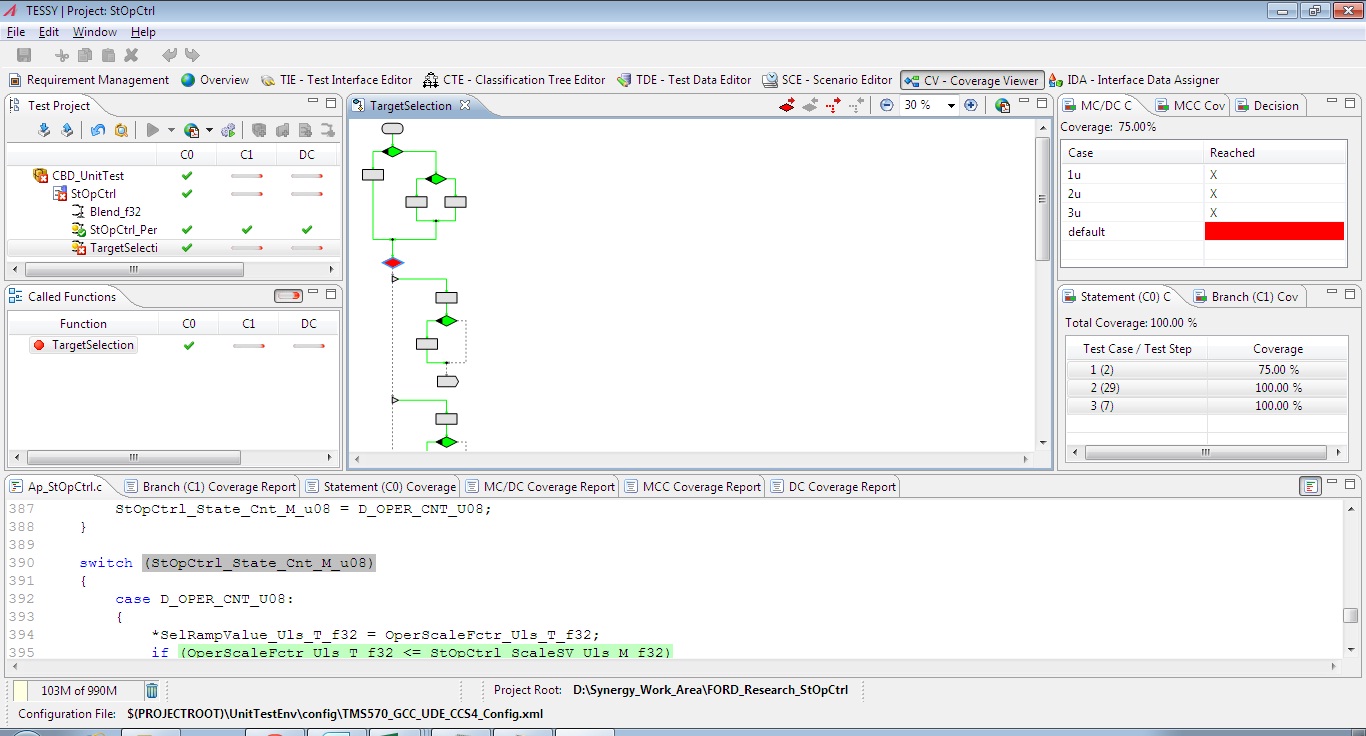 TESSY | Project: StOpCtrl
File Edit Window Help
Requirement Management Overview TIE - Test Interface Editor CTE - Classification Tree Editor TDE - Test Data Editor SCE - Scenario Editor CV - Coverage Viewer IDA - Interface Data Assigner
Test Project
C0 C1 DC
CBD_UnitTest
StOpCtrl
Blend_f32
StOpCtrl_Per
TargetSelecti
Called Functions
Function C0 C1 DC
TargetSelection
TargetSelection
30 %
MC/DC C MCC Cov Decision
Coverage: 75.00%
Case Reached
1u X
2u X
3u X
default
Statement (C0) C Branch (C1) Cov
Total Coverage: 100.00 %
Test Case / Test Step Coverage
1 (2) 75.00 %
2 (29) 100.00 %
3 (7) 100.00 %
Ap_StOpCtrl.c Branch (C1) Coverage Report Statement (C0) Coverage MC/DC Coverage Report MCC Coverage Report DC Coverage Report
387 StOpCtrl_State_Cnt_M_u08 = D_OPER_CNT_U08;
388 }
389
390 switch (StOpCtrl_State_Cnt_M_u08)
391 {
392 case D_OPER_CNT_U08:
393 {
394 *SelRampValue_Uls_T_f32 = OperScaleFctr_Uls_T_f32;
395 if (OperScaleFctr_Uls_T_f32 <= StOpCtrl_ScaleSV_Uls_M_f32)
103M of 990M Project Root: D:\Synergy_Work_Area\FORD_Research_StOpCtrl
Configuration File: $(PROJECTROOT)\UnitTestEnv\config\TMS570_GCC_UDE_CCS4_Config.xml